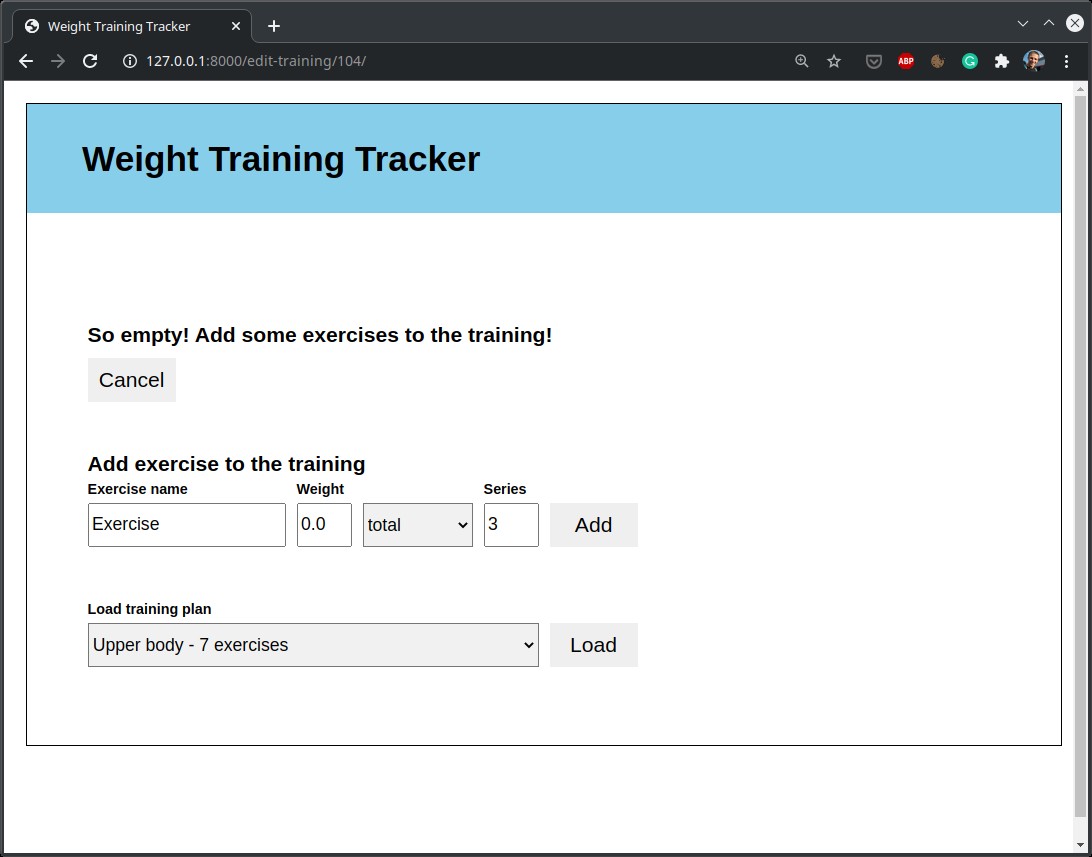 Weight Training Tracker
127.0.0.1:8000/edit-training/104/
ABP
Weight Training Tracker
So empty! Add some exercises to the training!
Cancel
Add exercise to the training
Exercise name Weight Series
Exercise 0.0 total 3 Add
Load training plan
Upper body - 7 exercises Load